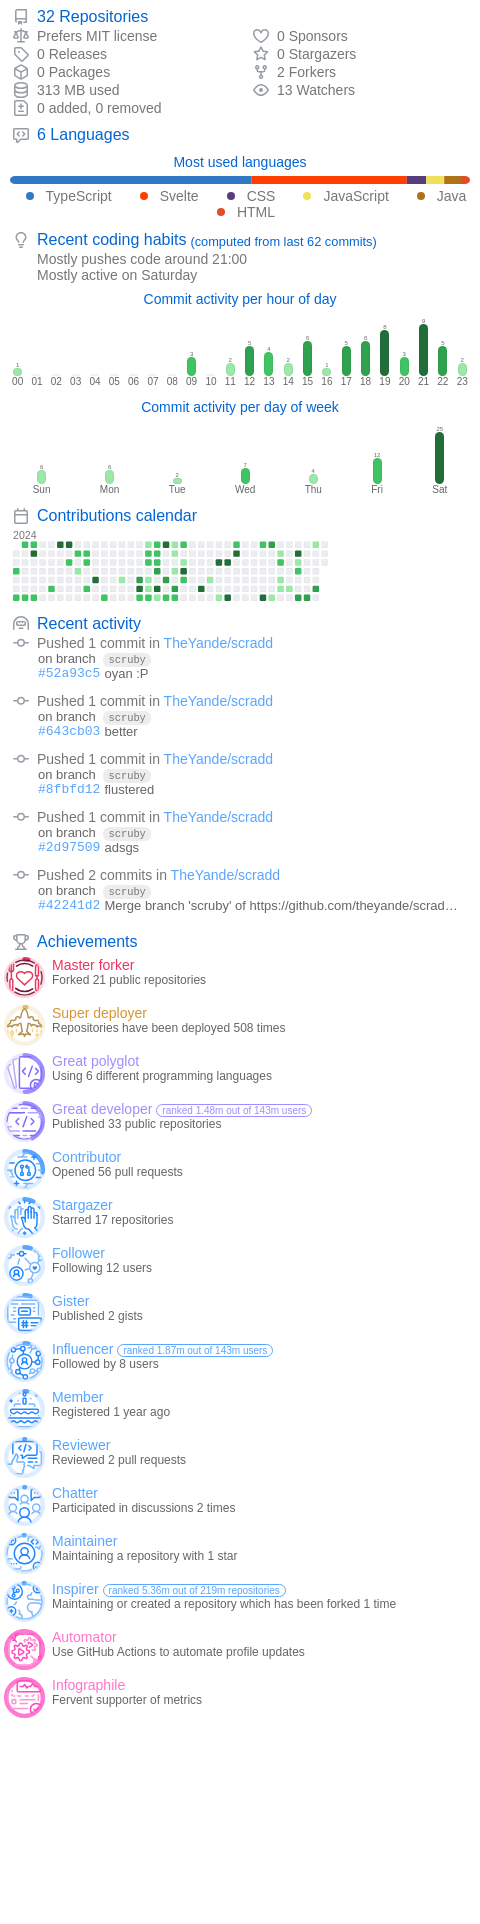 32 Repositories
Prefers MIT license
0 Sponsors
0 Releases
0 Stargazers
0 Packages
2 Forkers
313 MB used
13 Watchers
0 added, 0 removed
6 Languages
Most used languages
TypeScript Svelte CSS JavaScript Java
HTML
Recent coding habits (computed from last 62 commits)
Mostly pushes code around 21:00
Mostly active on Saturday
Commit activity per hour of day
1 3 2 5 4 2 6 1 5 6 8 3 9 5 2
00 01 02 03 04 05 06 07 08 09 10 11 12 13 14 15 16 17 18 19 20 21 22 23
Commit activity per day of week
6 6 2 7 4 12 25
Sun Mon Tue Wed Thu Fri Sat
Contributions calendar
2024
Recent activity
Pushed 1 commit in TheYande/scradd
on branch scruby
#52a93c5 oyan :P
Pushed 1 commit in TheYande/scradd
on branch scruby
#643cb03 better
Pushed 1 commit in TheYande/scradd
on branch scruby
#8fbfd12 flustered
Pushed 1 commit in TheYande/scradd
on branch scruby
#2d97509 adsgs
Pushed 2 commits in TheYande/scradd
on branch scruby
#42241d2 Merge branch 'scruby' of https://github.com/theyande/scrad…
Achievements
Master forker
Forked 21 public repositories
Super deployer
Repositories have been deployed 508 times
Great polyglot
Using 6 different programming languages
Great developer ranked 1.48m out of 143m users
Published 33 public repositories
Contributor
Opened 56 pull requests
Stargazer
Starred 17 repositories
Follower
Following 12 users
Gister
Published 2 gists
Influencer ranked 1.87m out of 143m users
Followed by 8 users
Member
Registered 1 year ago
Reviewer
Reviewed 2 pull requests
Chatter
Participated in discussions 2 times
Maintainer
Maintaining a repository with 1 star
Inspirer ranked 5.36m out of 219m repositories
Maintaining or created a repository which has been forked 1 time
Automator
Use GitHub Actions to automate profile updates
Infographile
Fervent supporter of metrics